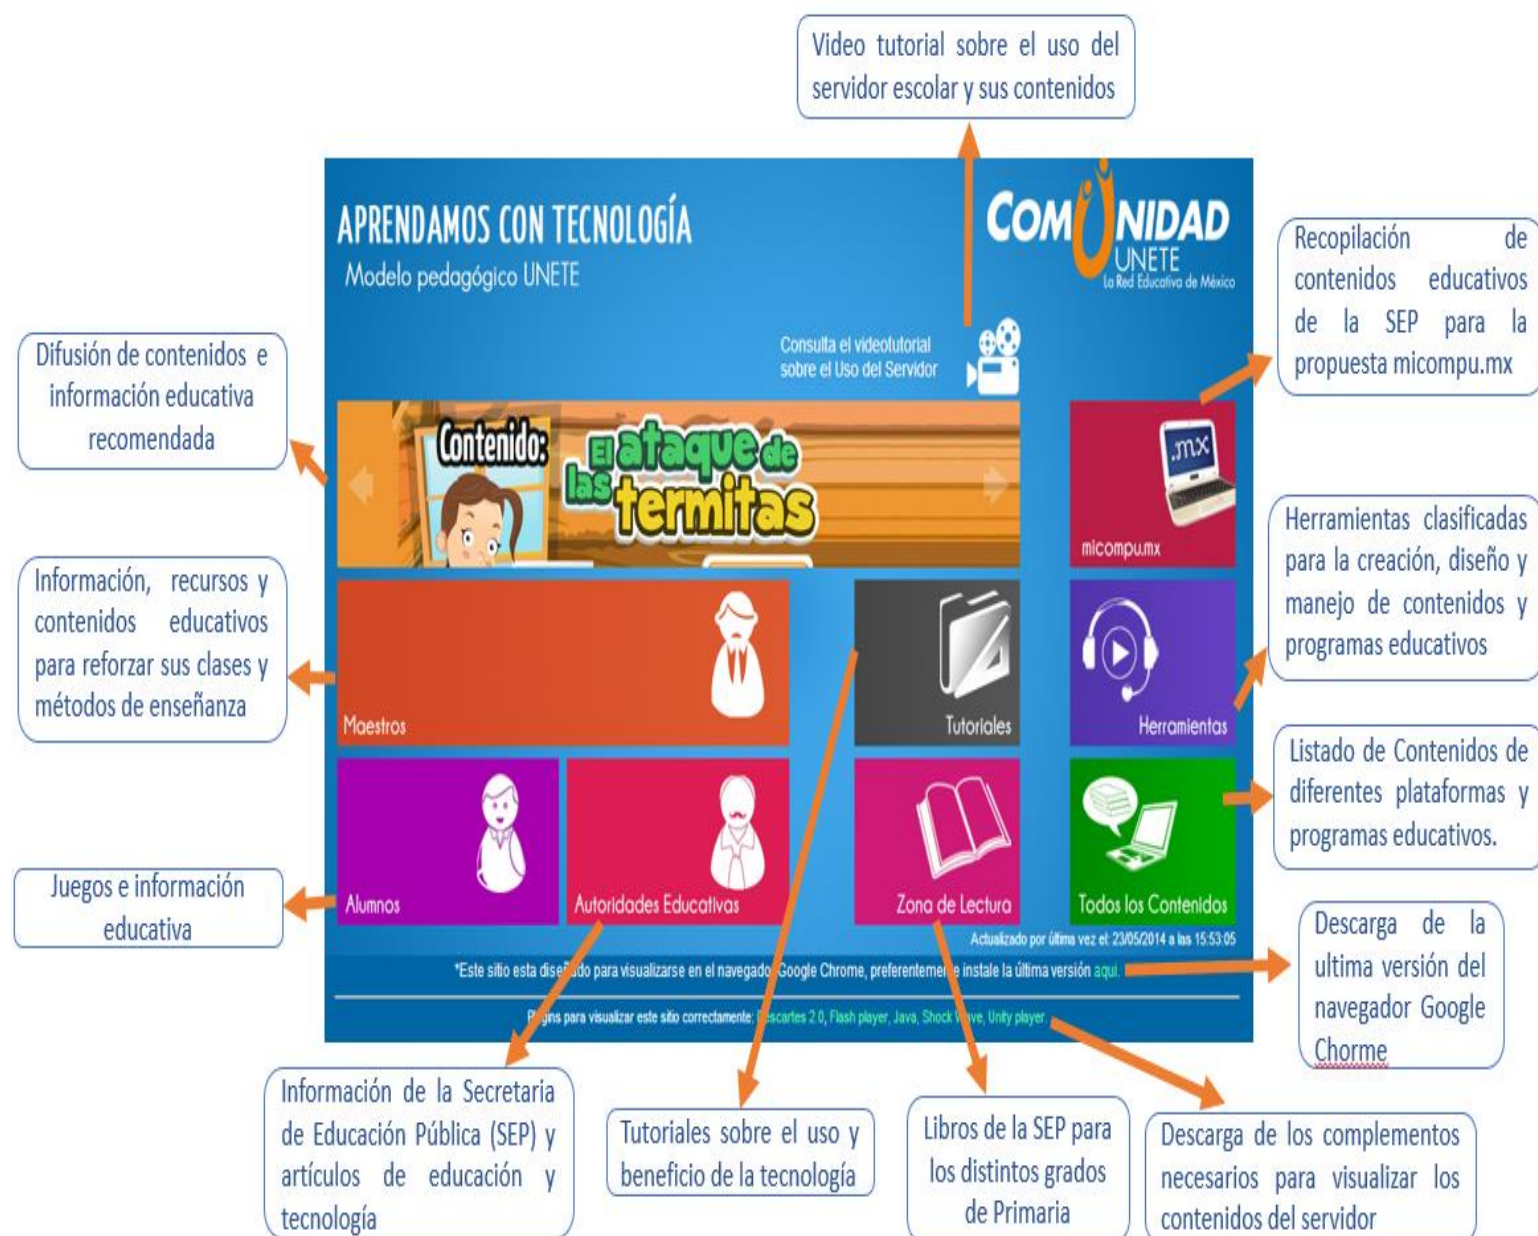 Video tutorial sobre el uso del
servidor escolar y sus contenidos
APRENDAMOS CON TECNOLOGÍA
Modelo pedagógico UNETE
COMUNIDAD
UNETE
La Red Educativa de México
Consulta el videotutorial
sobre el Uso del Servidor
Recopilación de
contenidos educativos
de la SEP para la
propuesta micompu.mx
Difusión de contenidos e
información educativa
recomendada
Contenido:
El ataque de
las termitas
.mx
micompu.mx
Herramientas clasificadas
para la creación, diseño y
manejo de contenidos y
programas educativos
Información, recursos y
contenidos educativos
para reforzar sus clases y
métodos de enseñanza
Maestros
Tutoriales
Herramientas
Listado de Contenidos de
diferentes plataformas y
programas educativos.
Juegos e información
educativa
Alumnos
Autoridades Educativas
Zona de Lectura
Todos los Contenidos
Actualizado por última vez el: 23/05/2014 a las 15:53:05
*Este sitio esta diseñado para visualizarse en el navegador Google Chrome, preferentemente instale la última versión aqui.
Plugins para visualizar este sitio correctamente: Descartes 2.0, Flash player, Java, Shock Wave, Unity player.
Descarga de la
ultima versión del
navegador Google
Chorme
Información de la Secretaria
de Educación Pública (SEP) y
artículos de educación y
tecnología
Tutoriales sobre el uso y
beneficio de la tecnología
Libros de la SEP para
los distintos grados
de Primaria
Descarga de los complementos
necesarios para visualizar los
contenidos del servidor